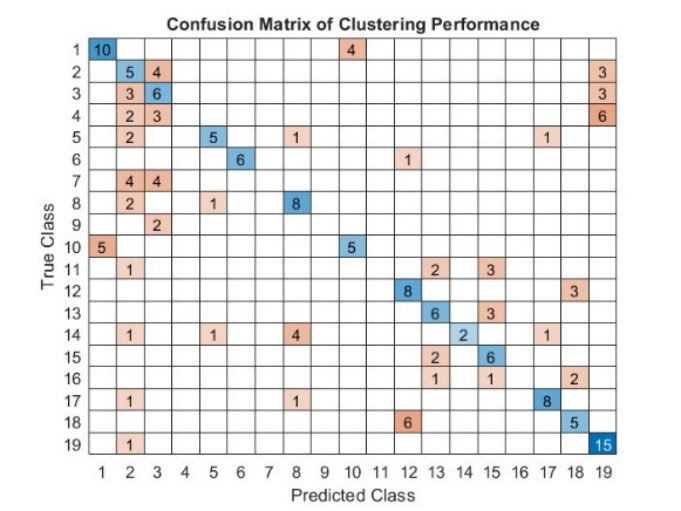 Confusion Matrix of Clustering Performance
1 10 4
2 5 4 3
3 3 6 3
4 2 3 6
5 2 5 1 1
6 6 1
7 4 4
8 2 1 8
9 2
10 5 5
11 1 2 3
12 8 3
13 6 3
14 1 1 4 2 1
15 2 6
16 1 1 2
17 1 1 8
18 6 5
19 1 15
True Class
1 2 3 4 5 6 7 8 9 10 11 12 13 14 15 16 17 18 19
Predicted Class